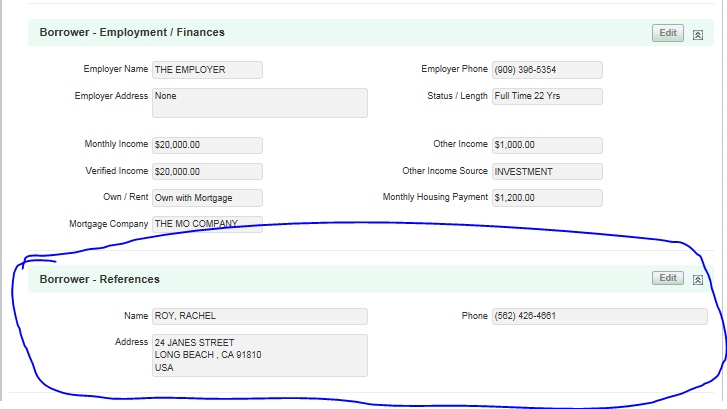 Borrower - Employment / Finances Edit
Employer Name THE EMPLOYER Employer Phone (909) 396-5354
Employer Address None Status / Length Full Time 22 Yrs
Monthly Income $20,000.00 Other Income $1,000.00
Verified Income $20,000.00 Other Income Source INVESTMENT
Own / Rent Own with Mortgage Monthly Housing Payment $1,200.00
Mortgage Company THE MO COMPANY
Borrower - References Edit
Name ROY, RACHEL Phone (562) 426-4661
Address 24 JANES STREET
LONG BEACH , CA 91810
USA